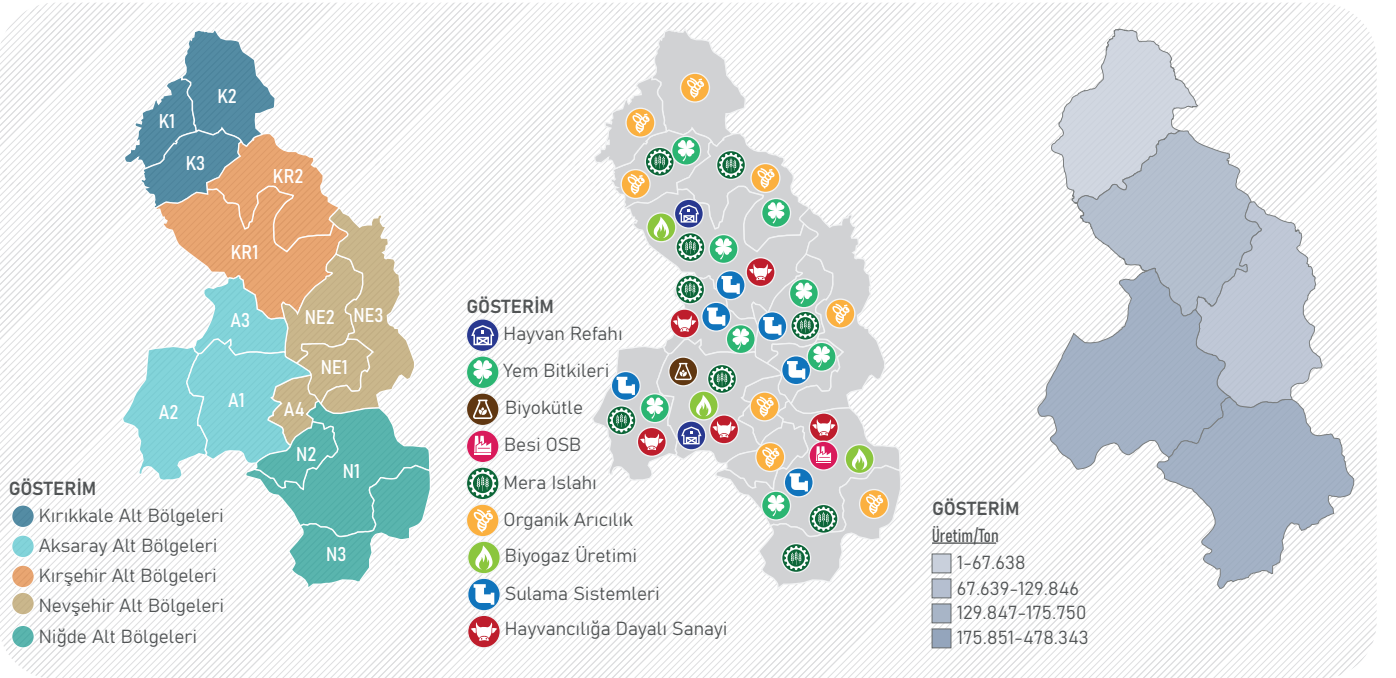 K2
K1
K3
KR2
KR1
A3
NE2
NE3
NE1
A2
A1
A4
N2
N1
N3
GÖSTERİM
Kırıkkale Alt Bölgeleri
Aksaray Alt Bölgeleri
Kırşehir Alt Bölgeleri
Nevşehir Alt Bölgeleri
Niğde Alt Bölgeleri
GÖSTERİM
Hayvan Refahı
Yem Bitkileri
Biyokütle
Besi OSB
Mera Islahı
Organik Arıcılık
Biyogaz Üretimi
Sulama Sistemleri
Hayvancılığa Dayalı Sanayi
GÖSTERİM
Üretim/Ton
1-67.638
67.639-129.846
129.847-175.750
175.851-478.343